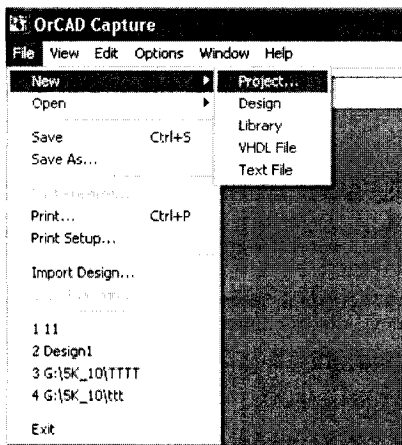 OrCAD Capture
File View Edit Options Window Help
New
Open
Save Ctrl+S
Save As...
Print... Ctrl+P
Print Setup...
Import Design...
1 11
2 Design1
3 G:\5K_10\TTTT
4 G:\5K_10\ttt
Exit
Project...
Design
Library
VHDL File
Text File